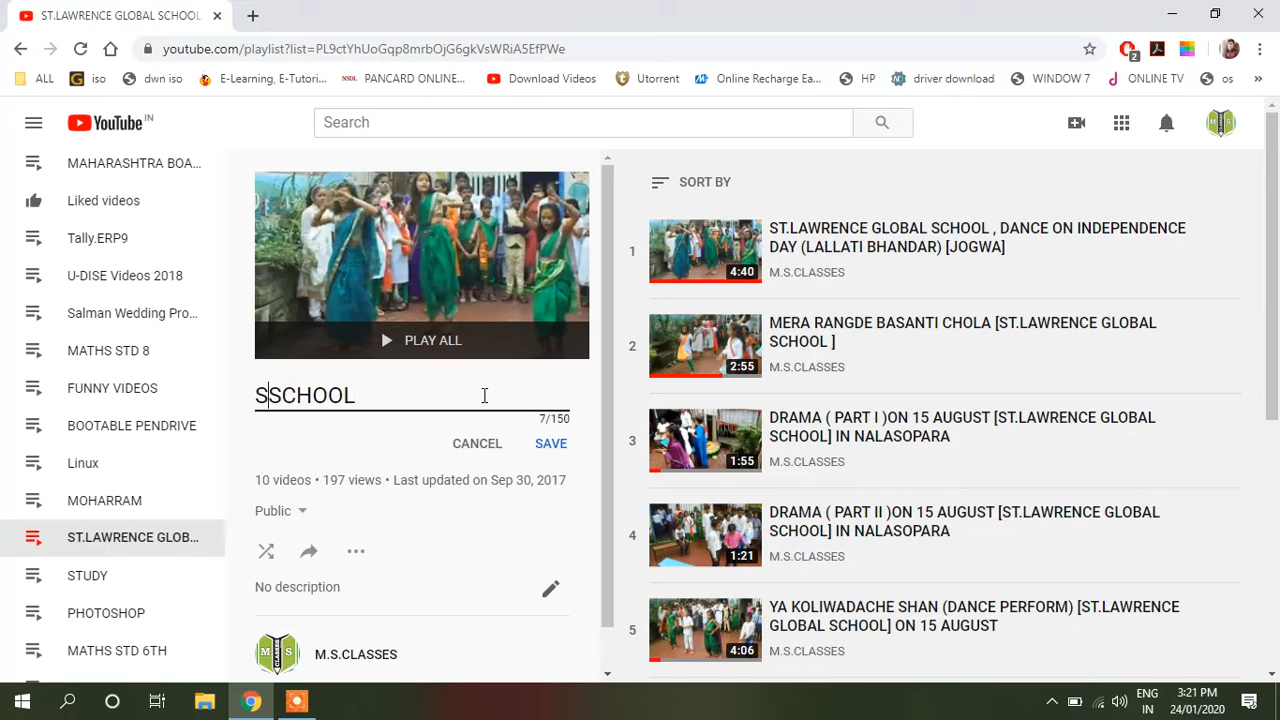 ST.LAWRENCE GLOBAL SCHOOL
youtube.com/playlist?list=PL9ctYhUoGqp8mrbOjG6gkVsWRiA5EfPWe
2
ALL
iso
dwn iso
E-Learning, E-Tutori...
NSDL PANCARD ONLINE...
Download Videos
Utorrent
Online Recharge Ea...
HP
driver download
WINDOW 7
ONLINE TV
os
»
YouTube IN
Search
MAHARASHTRA BOA...
Liked videos
Tally.ERP9
U-DISE Videos 2018
Salman Wedding Pro...
MATHS STD 8
FUNNY VIDEOS
BOOTABLE PENDRIVE
Linux
MOHARRAM
ST.LAWRENCE GLOB...
STUDY
PHOTOSHOP
MATHS STD 6TH
PLAY ALL
SSCHOOL
7/150
CANCEL
SAVE
10 videos • 197 views • Last updated on Sep 30, 2017
Public
No description
M S
CLASSES
M.S.CLASSES
SORT BY
1
4:40
ST.LAWRENCE GLOBAL SCHOOL , DANCE ON INDEPENDENCE
DAY (LALLATI BHANDAR) [JOGWA]
M.S.CLASSES
2
2:55
MERA RANGDE BASANTI CHOLA [ST.LAWRENCE GLOBAL
SCHOOL ]
M.S.CLASSES
3
1:55
DRAMA ( PART I )ON 15 AUGUST [ST.LAWRENCE GLOBAL
SCHOOL] IN NALASOPARA
M.S.CLASSES
4
1:21
DRAMA ( PART II )ON 15 AUGUST [ST.LAWRENCE GLOBAL
SCHOOL] IN NALASOPARA
M.S.CLASSES
5
4:06
YA KOLIWADACHE SHAN (DANCE PERFORM) [ST.LAWRENCE
GLOBAL SCHOOL] ON 15 AUGUST
M.S.CLASSES
ENG
IN
3:21 PM
24/01/2020